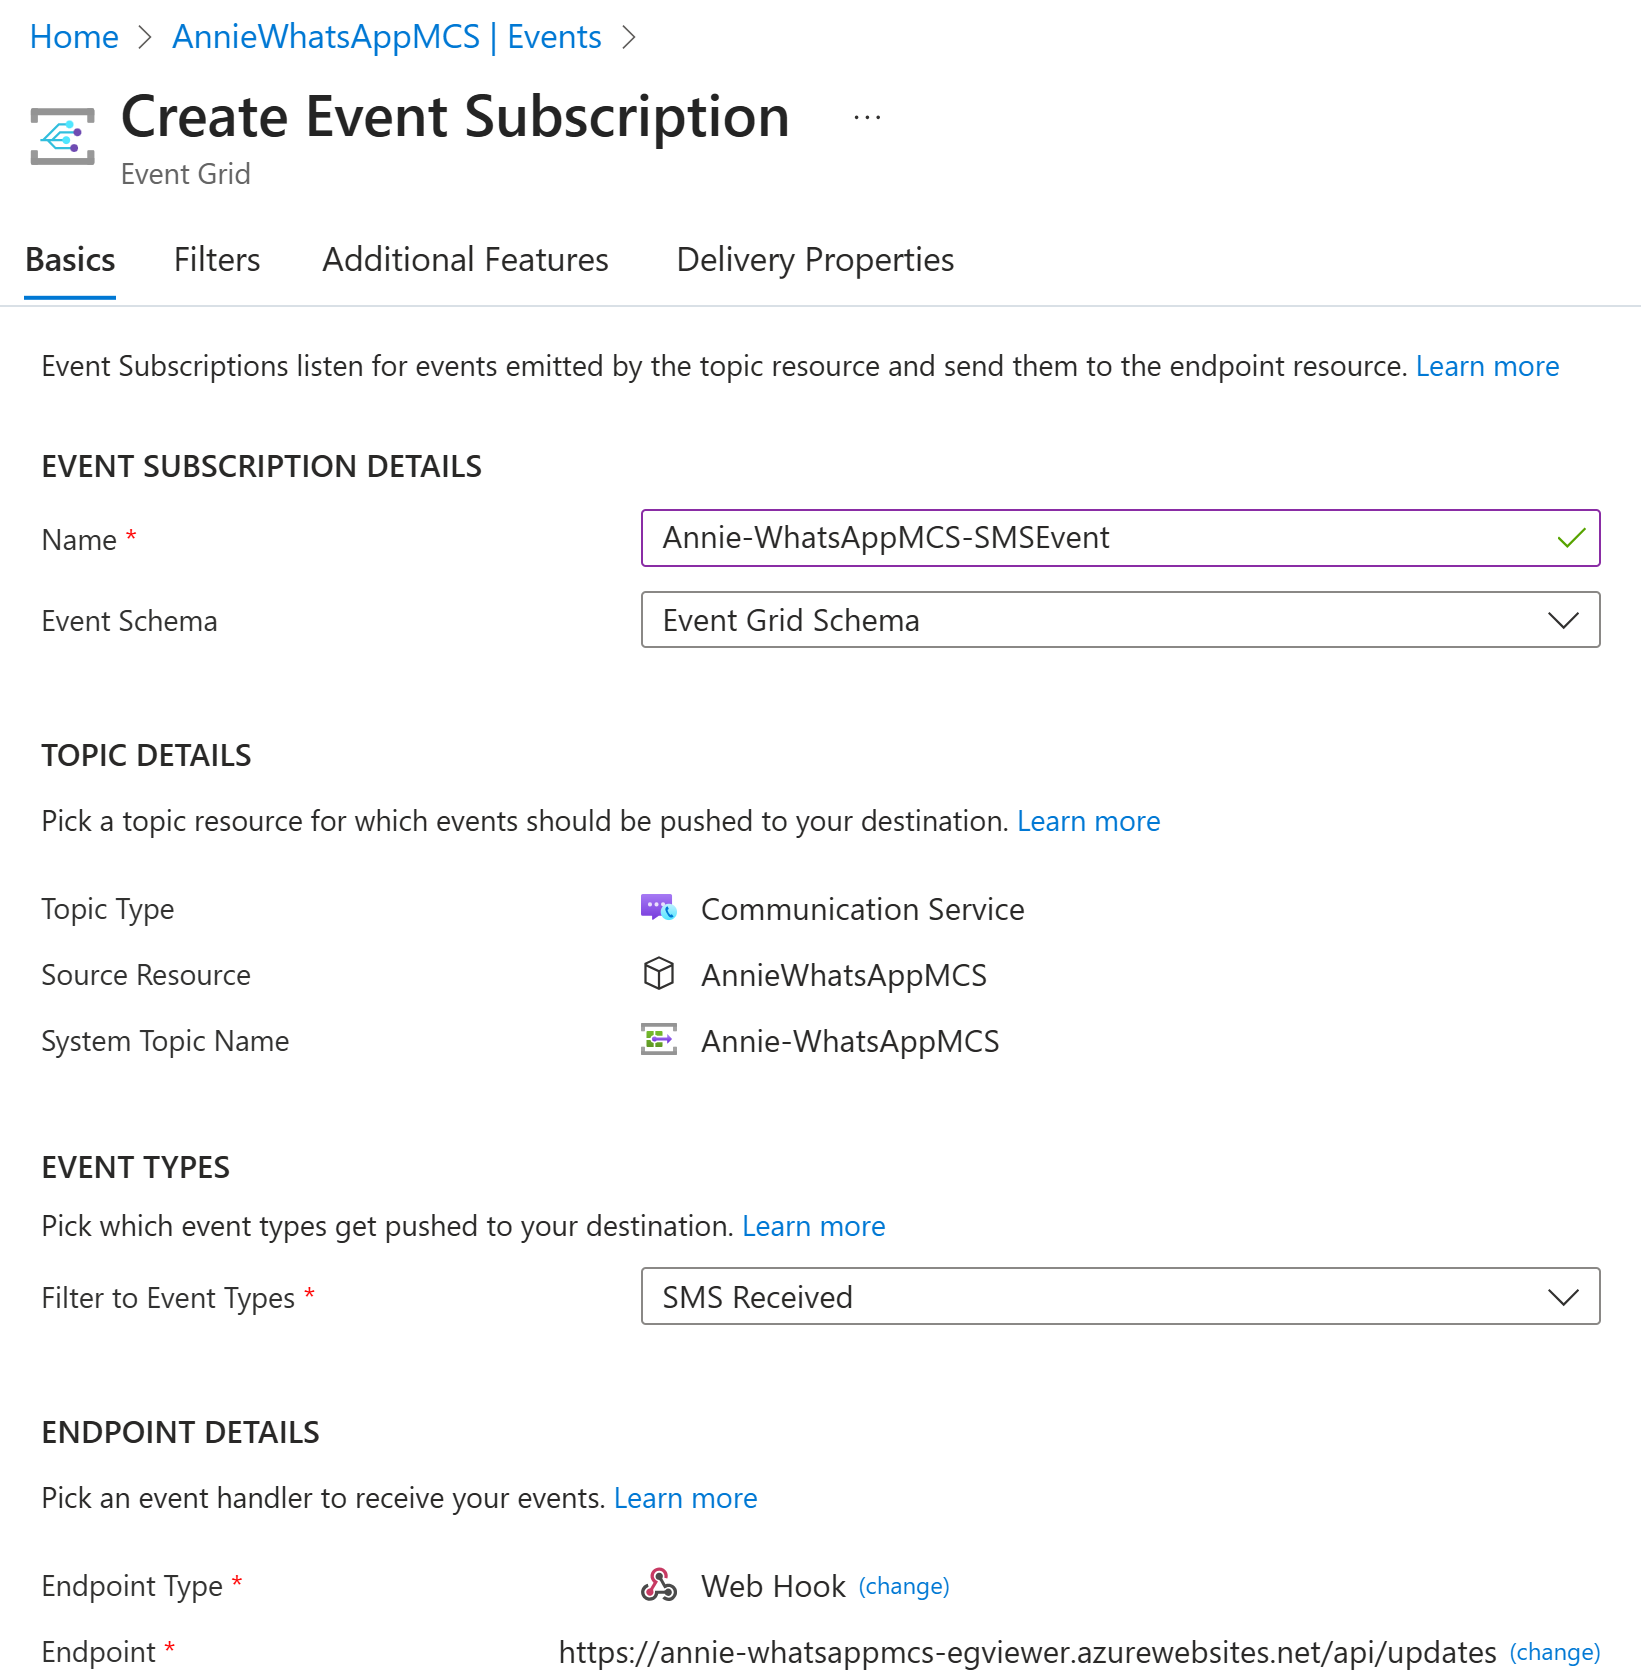 Home > AnnieWhatsAppMCS | Events >
Create Event Subscription ...
Event Grid
Basics Filters Additional Features Delivery Properties
Event Subscriptions listen for events emitted by the topic resource and send them to the endpoint resource. Learn more
EVENT SUBSCRIPTION DETAILS
Name * Annie-WhatsAppMCS-SMSEvent
Event Schema Event Grid Schema
TOPIC DETAILS
Pick a topic resource for which events should be pushed to your destination. Learn more
Topic Type Communication Service
Source Resource AnnieWhatsAppMCS
System Topic Name Annie-WhatsAppMCS
EVENT TYPES
Pick which event types get pushed to your destination. Learn more
Filter to Event Types * SMS Received
ENDPOINT DETAILS
Pick an event handler to receive your events. Learn more
Endpoint Type * Web Hook (change)
Endpoint * https://annie-whatsappmcs-egviewer.azurewebsites.net/api/updates (change)